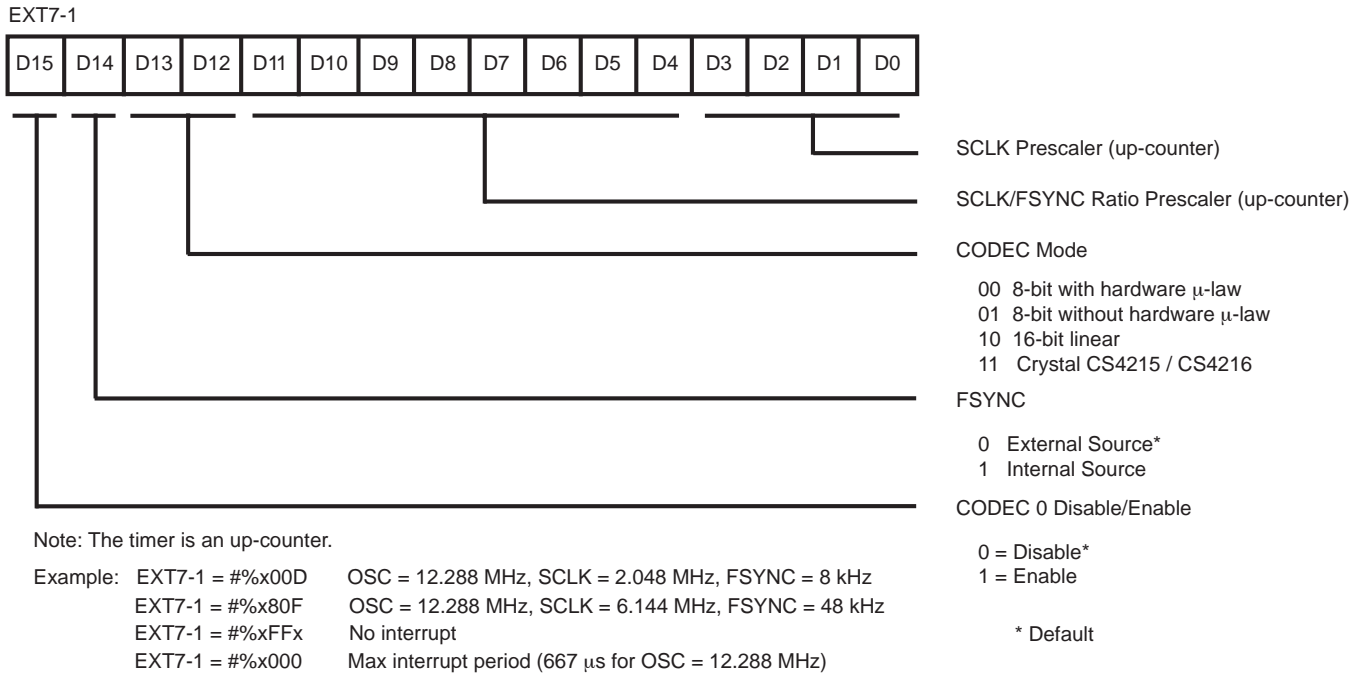 EXT7-1
D15 D14 D13 D12 D11 D10 D9 D8 D7 D6 D5 D4 D3 D2 D1 D0
SCLK Prescaler (up-counter)
SCLK/FSYNC Ratio Prescaler (up-counter)
CODEC Mode
00 8-bit with hardware μ-law
01 8-bit without hardware μ-law
10 16-bit linear
11 Crystal CS4215 / CS4216
FSYNC
0 External Source*
1 Internal Source
CODEC 0 Disable/Enable
0 = Disable*
1 = Enable
* Default
Note: The timer is an up-counter.
Example: EXT7-1 = #%x00D OSC = 12.288 MHz, SCLK = 2.048 MHz, FSYNC = 8 kHz
EXT7-1 = #%x80F OSC = 12.288 MHz, SCLK = 6.144 MHz, FSYNC = 48 kHz
EXT7-1 = #%xFFx No interrupt
EXT7-1 = #%x000 Max interrupt period (667 μs for OSC = 12.288 MHz)